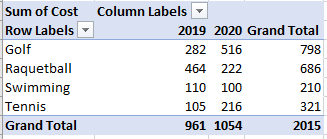 Sum of Cost Column Labels
Row Labels 2019 2020 Grand Total
Golf 282 516 798
Raquetball 464 222 686
Swimming 110 100 210
Tennis 105 216 321
Grand Total 961 1054 2015